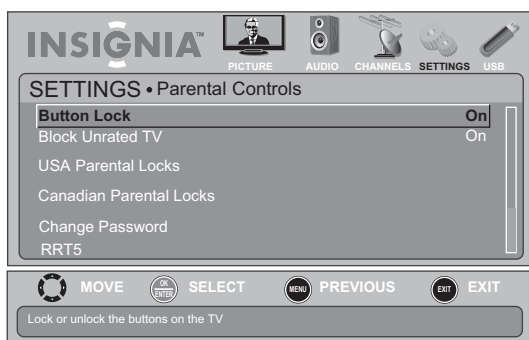 INSIGNIA™
PICTURE AUDIO CHANNELS SETTINGS USB
SETTINGS • Parental Controls
Button Lock On
Block Unrated TV On
USA Parental Locks
Canadian Parental Locks
Change Password
RRT5
MOVE OK ENTER SELECT MENU PREVIOUS EXIT EXIT
Lock or unlock the buttons on the TV